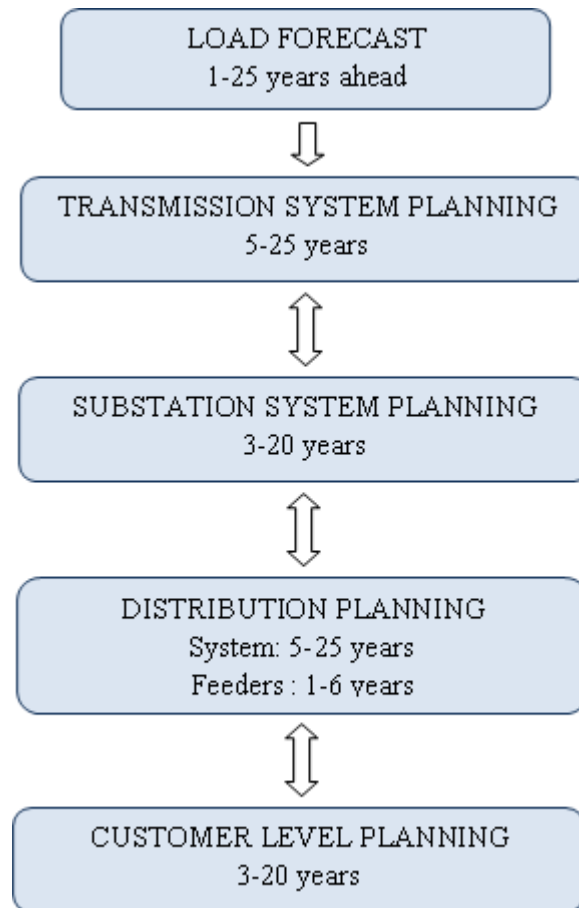 LOAD FORECAST
1-25 years ahead
TRANSMISSION SYSTEM PLANNING
5-25 years
SUBSTATION SYSTEM PLANNING
3-20 years
DISTRIBUTION PLANNING
System: 5-25 years
Feeders : 1-6 years
CUSTOMER LEVEL PLANNING
3-20 years